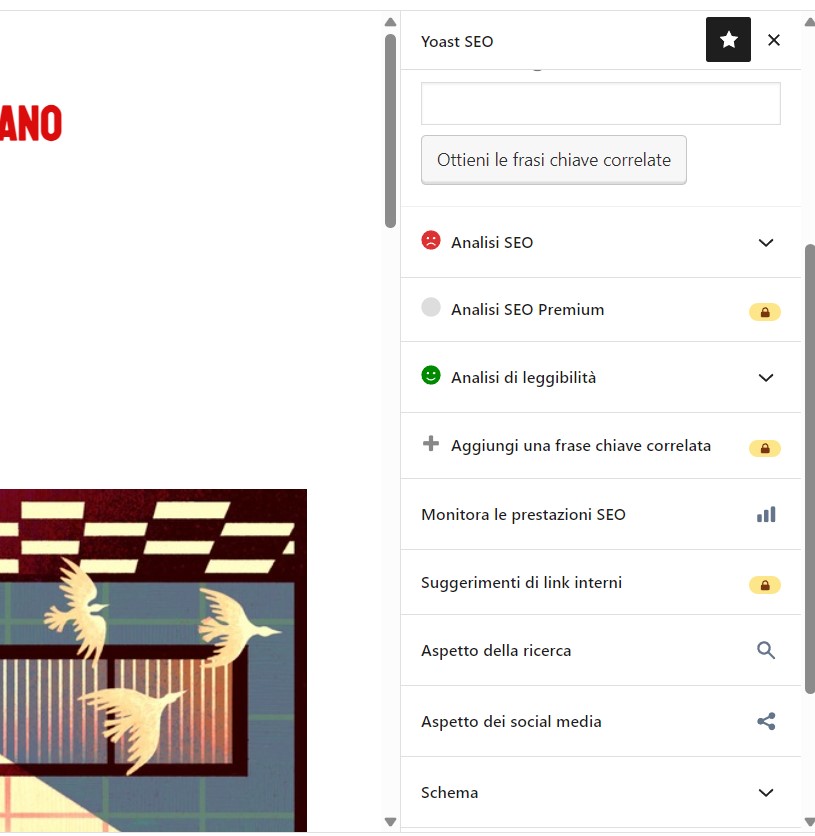 Yoast SEO
ANO
Ottieni le frasi chiave correlate
Analisi SEO
Analisi SEO Premium
Analisi di leggibilità
Aggiungi una frase chiave correlata
Monitora le prestazioni SEO
Suggerimenti di link interni
Aspetto della ricerca
Aspetto dei social media
Schema